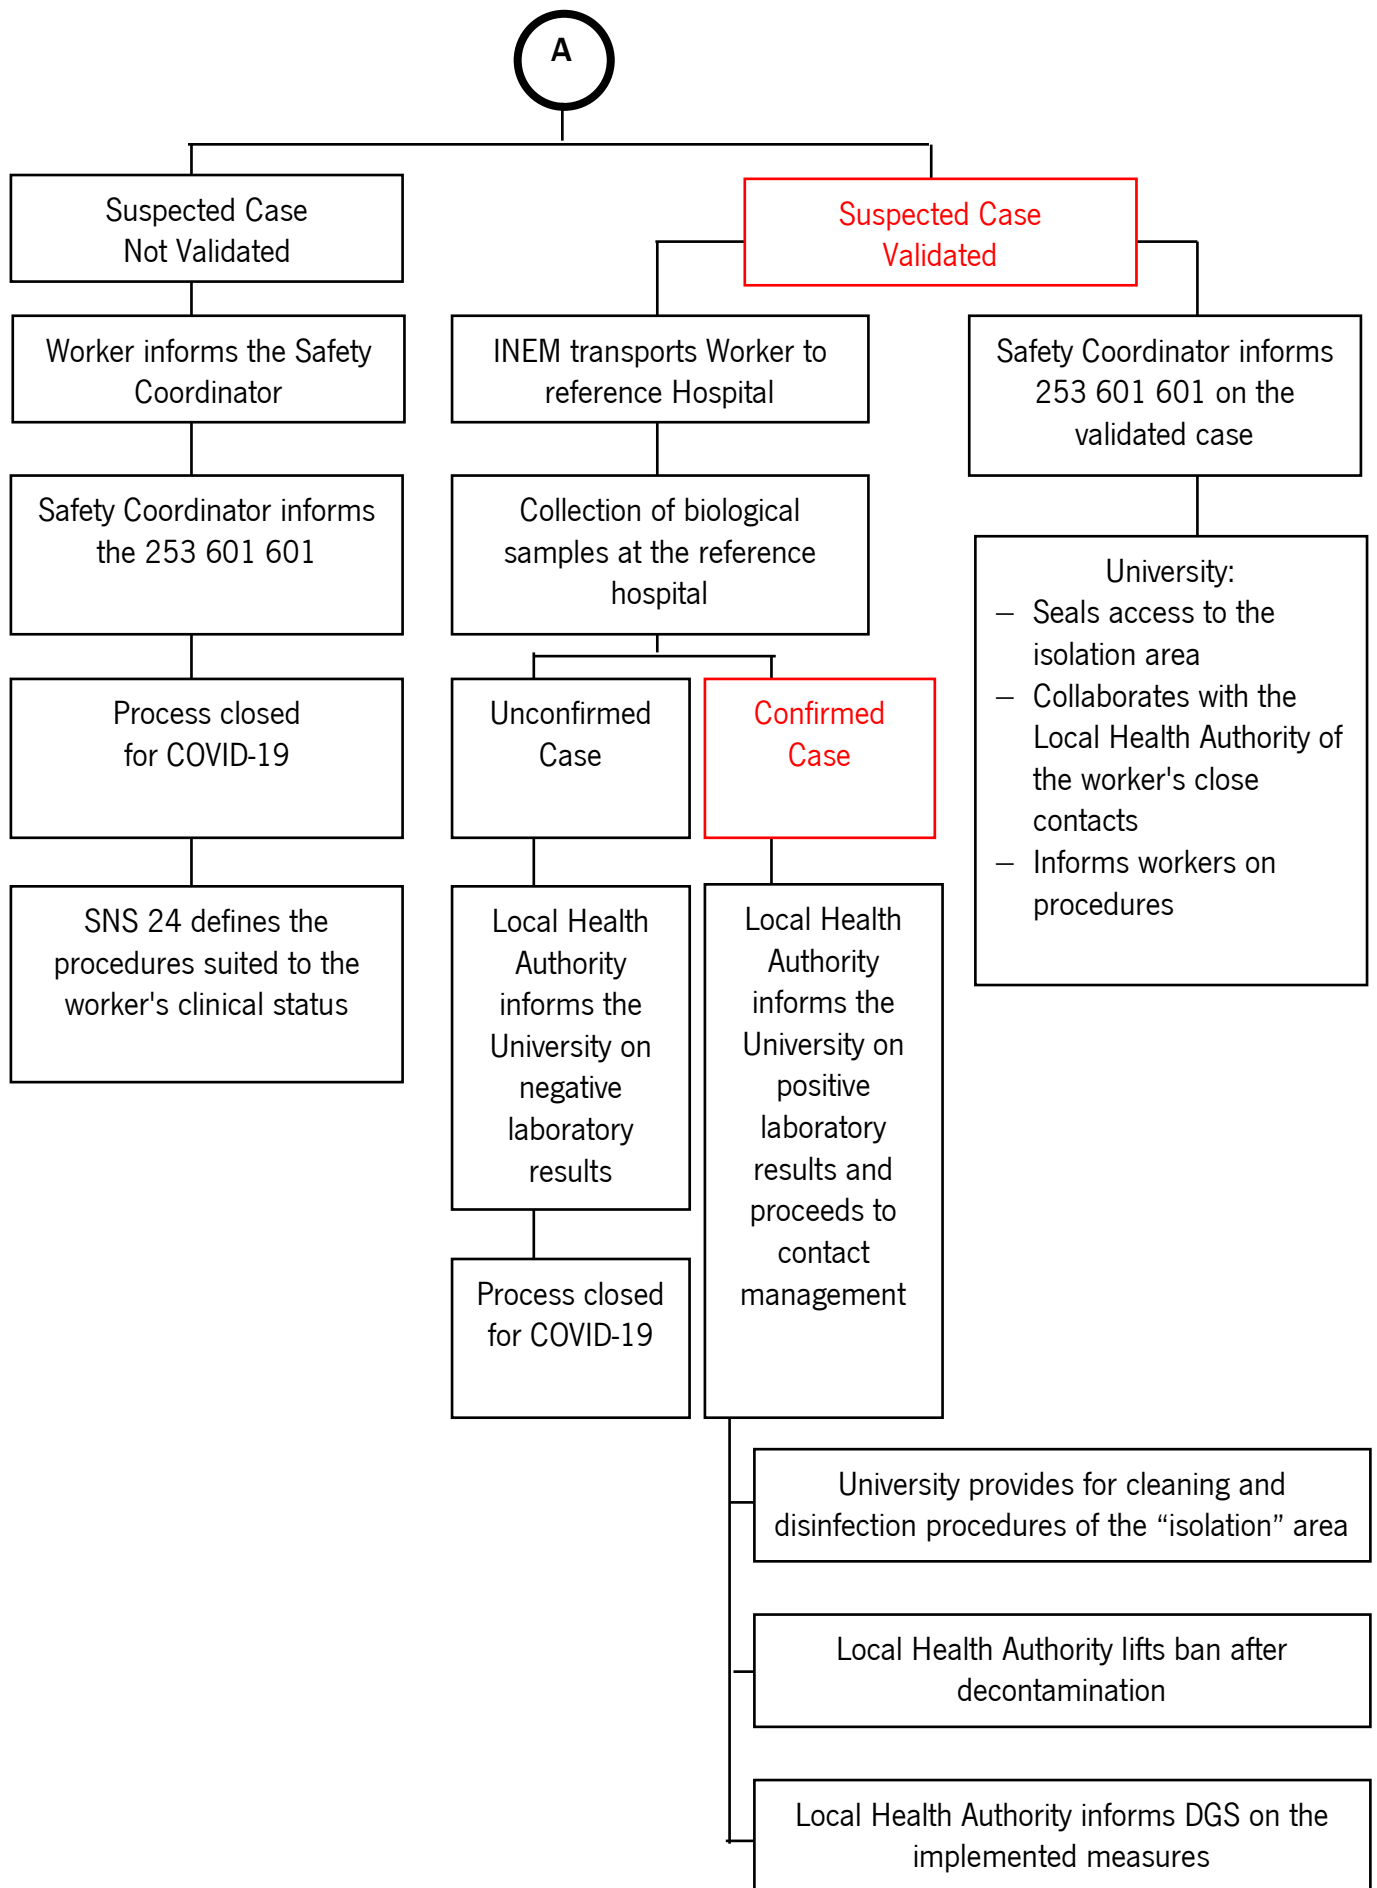 A
Suspected Case
Not Validated
Suspected Case
Validated
Worker informs the Safety
Coordinator
INEM transports Worker to
reference Hospital
Safety Coordinator informs
253 601 601 on the
validated case
Safety Coordinator informs
the 253 601 601
Collection of biological
samples at the reference
hospital
University:
– Seals access to the
isolation area
– Collaborates with the
Local Health Authority of
the worker's close
contacts
– Informs workers on
procedures
Process closed
for COVID-19
Unconfirmed
Case
Confirmed
Case
SNS 24 defines the
procedures suited to the
worker's clinical status
Local Health
Authority
informs the
University on
negative
laboratory
results
Local Health
Authority
informs the
University on
positive
laboratory
results and
proceeds to
contact
management
Process closed
for COVID-19
University provides for cleaning and
disinfection procedures of the “isolation” area
Local Health Authority lifts ban after
decontamination
Local Health Authority informs DGS on the
implemented measures